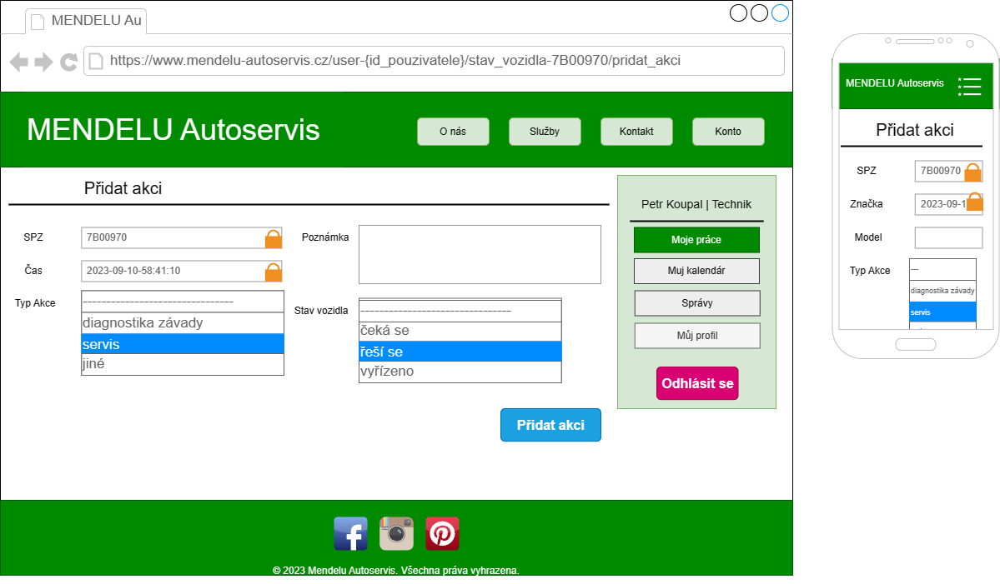 MENDELU Au
https://www.mendelu-autoservis.cz/user-{id_pouzivatele}/stav_vozidla-7B00970/pridat_akci
MENDELU Autoservis
O nás
Služby
Kontakt
Konto
Přidat akci
SPZ
7B00970
Čas
2023-09-10-58:41:10
Typ Akce
--------------------------------
diagnostika závady
servis
jiné
Poznámka
Stav vozidla
--------------------------------
čeká se
řeší se
vyřízeno
Přidat akci
Petr Koupal | Technik
Moje práce
Muj kalendár
Správy
Můj profil
Odhlásit se
© 2023 Mendelu Autoservis. Všechna práva vyhrazena.
MENDELU Autoservis
Přidat akci
SPZ
7B00970
Značka
2023-09-1
Model
Typ Akce
---
diagnostika závady
servis